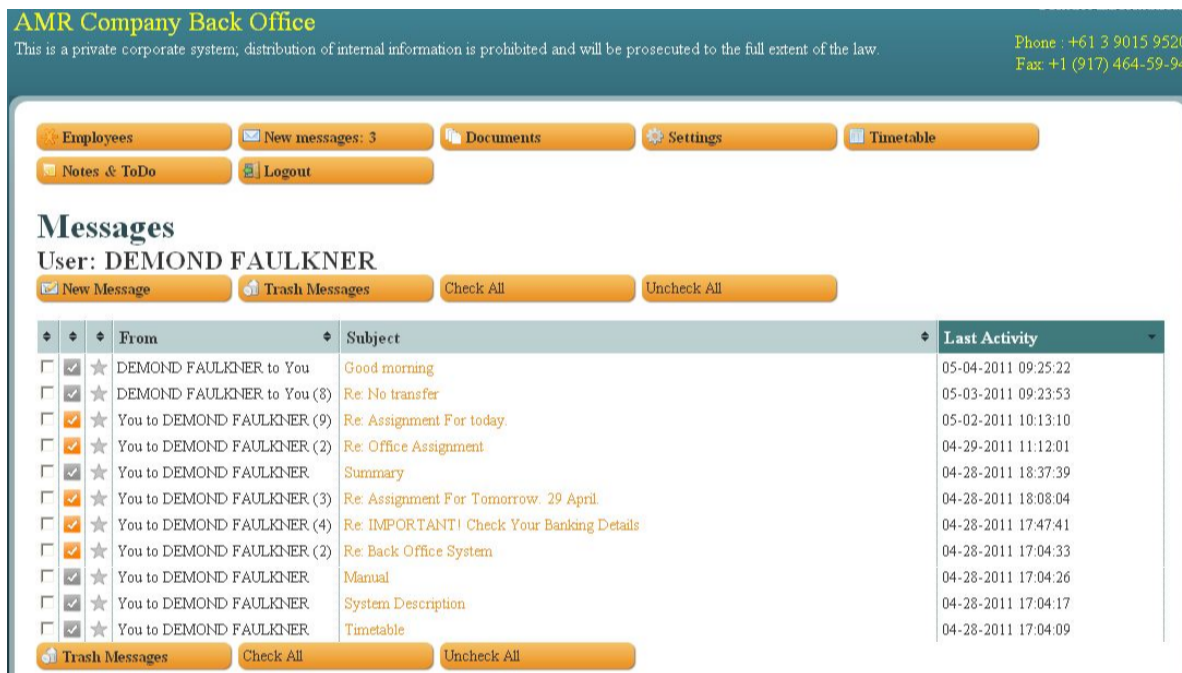 AMR Company Back Office
This is a private corporate system; distribution of internal information is prohibited and will be prosecuted to the full extent of the law.
Phone : +61 3 9015 9520
Fax: +1 (917) 464-59-94
Employees New messages: 3 Documents Settings Timetable
Notes & ToDo Logout
Messages
User: DEMOND FAULKNER
New Message Trash Messages Check All Uncheck All
From Subject Last Activity
DEMOND FAULKNER to You Good morning 05-04-2011 09:25:22
DEMOND FAULKNER to You (8) Re: No transfer 05-03-2011 09:23:53
You to DEMOND FAULKNER (9) Re: Assignment For today. 05-02-2011 10:13:10
You to DEMOND FAULKNER (2) Re: Office Assignment 04-29-2011 11:12:01
You to DEMOND FAULKNER Summary 04-28-2011 18:37:39
You to DEMOND FAULKNER (3) Re: Assignment For Tomorrow. 29 April. 04-28-2011 18:08:04
You to DEMOND FAULKNER (4) Re: IMPORTANT! Check Your Banking Details 04-28-2011 17:47:41
You to DEMOND FAULKNER (2) Re: Back Office System 04-28-2011 17:04:33
You to DEMOND FAULKNER Manual 04-28-2011 17:04:26
You to DEMOND FAULKNER System Description 04-28-2011 17:04:17
You to DEMOND FAULKNER Timetable 04-28-2011 17:04:09
Trash Messages Check All Uncheck All